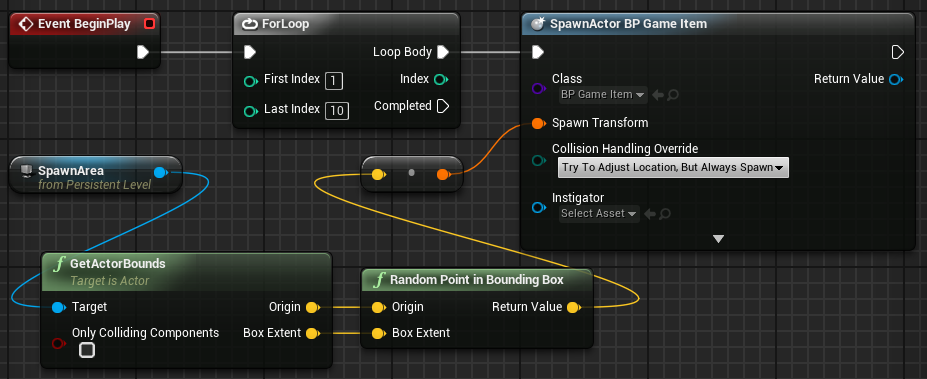 Event BeginPlay
ForLoop
Loop Body
First Index 1
Index
Last Index 10
Completed
SpawnActor BP Game Item
Class
BP Game Item
Return Value
Spawn Transform
Collision Handling Override
Try To Adjust Location, But Always Spawn
Instigator
Select Asset
SpawnArea
from Persistent Level
GetActorBounds
Target is Actor
Target
Origin
Only Colliding Components
Box Extent
Random Point in Bounding Box
Origin
Return Value
Box Extent